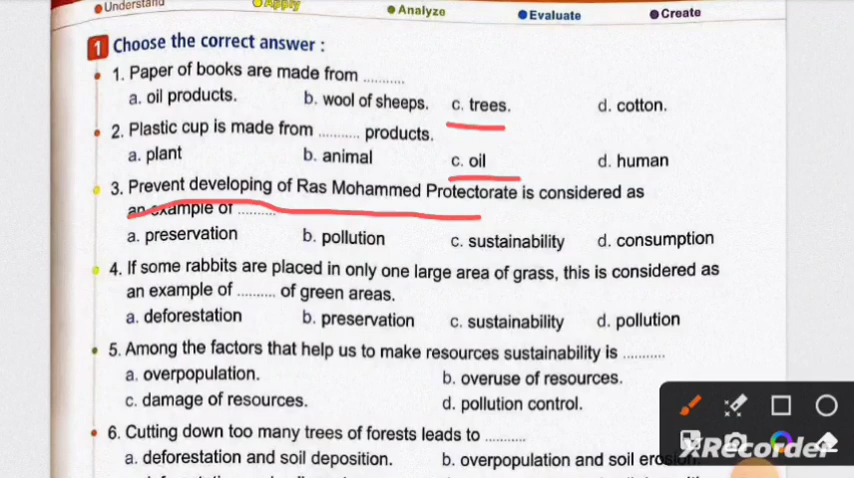 Understand Apply Analyze Evaluate Create
1 Choose the correct answer :
1. Paper of books are made from ..........
a. oil products. b. wool of sheeps. c. trees. d. cotton.
2. Plastic cup is made from .......... products.
a. plant b. animal c. oil d. human
3. Prevent developing of Ras Mohammed Protectorate is considered as
an example of ..........
a. preservation b. pollution c. sustainability d. consumption
4. If some rabbits are placed in only one large area of grass, this is considered as
an example of .......... of green areas.
a. deforestation b. preservation c. sustainability d. pollution
5. Among the factors that help us to make resources sustainability is ..........
a. overpopulation. b. overuse of resources.
c. damage of resources. d. pollution control.
6. Cutting down too many trees of forests leads to ..........
a. deforestation and soil deposition. b. overpopulation and soil erosion.
XRecorder